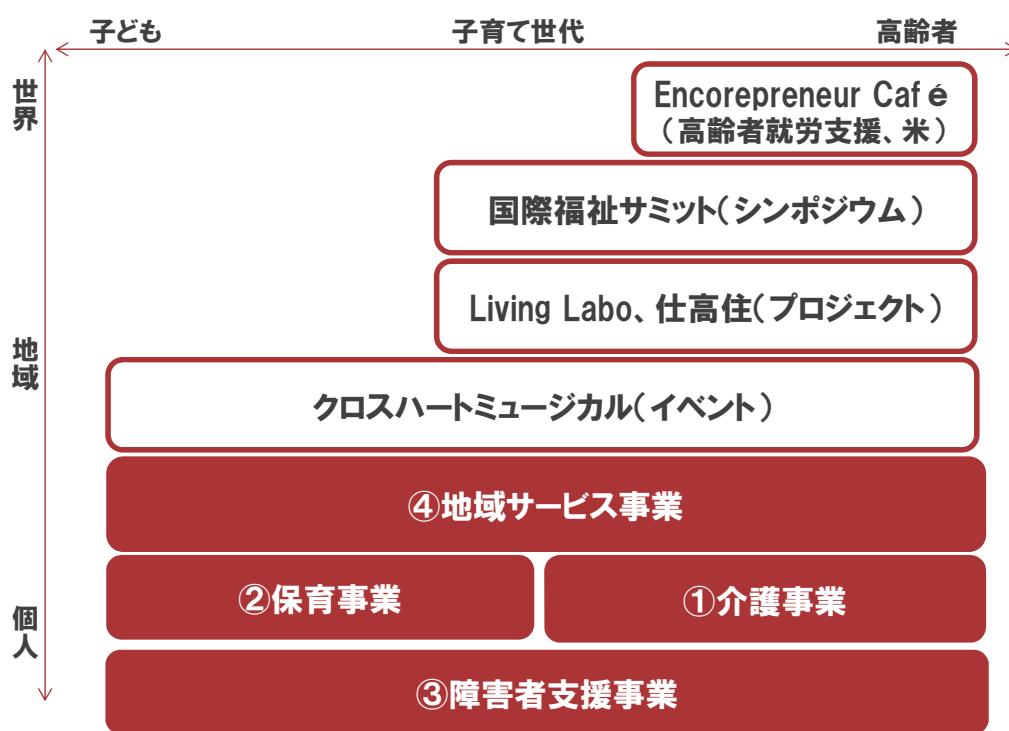 子ども 子育て世代 高齢者
世界
Encorepreneur Café
(高齢者就労支援、米)
国際福祉サミット(シンポジウム)
Living Labo、仕高住(プロジェクト)
地域
クロスハートミュージカル(イベント)
④地域サービス事業
②保育事業 ①介護事業
個人
③障害者支援事業